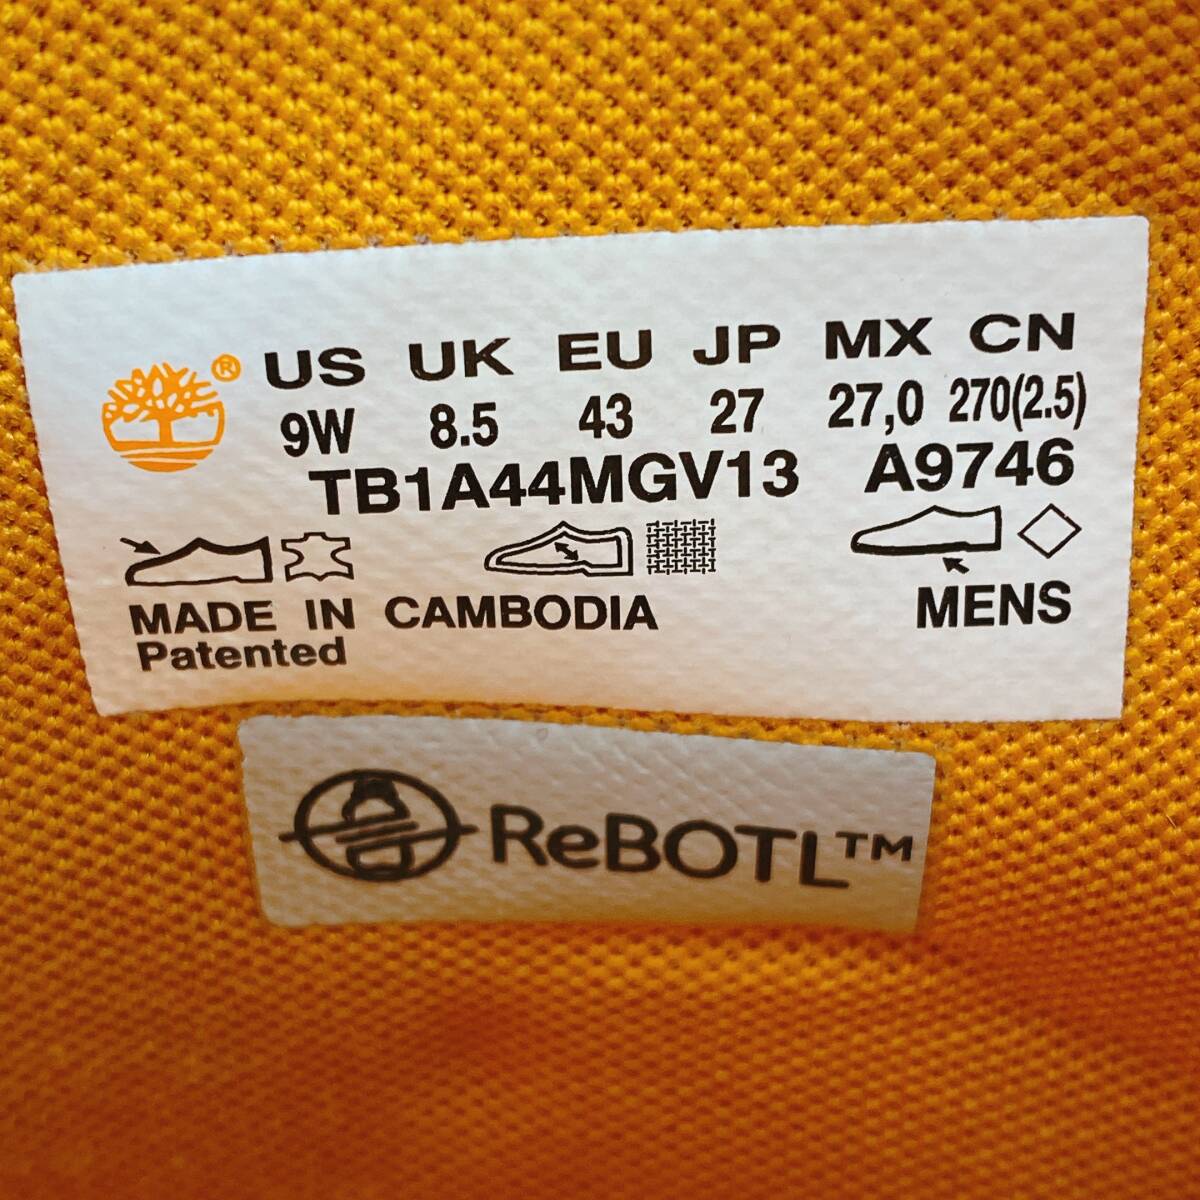 ® US UK EU JP MX CN
9W 8.5 43 27 27,0 270(2.5)
TB1A44MGV13 A9746
MADE IN CAMBODIA MENS
Patented
ReBOTL™